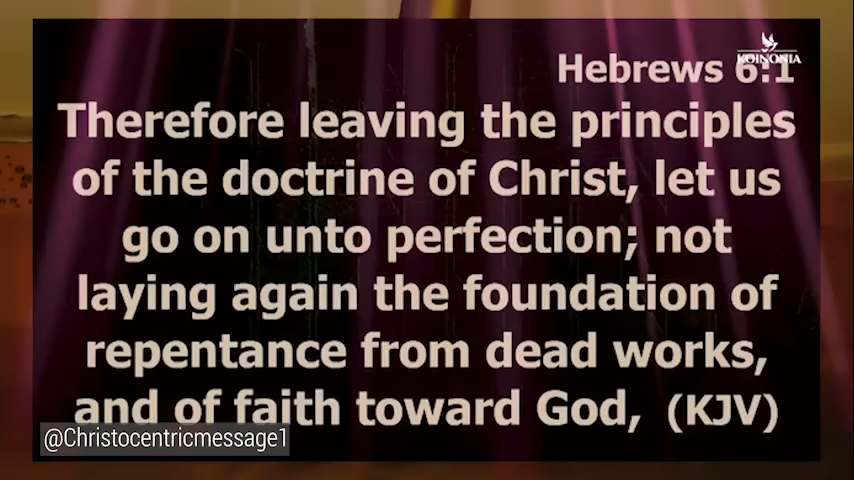 KOINONIA
Hebrews 6:1
Therefore leaving the principles
of the doctrine of Christ, let us
go on unto perfection; not
laying again the foundation of
repentance from dead works,
and of faith toward God, (KJV)
@Christocentricmessage1